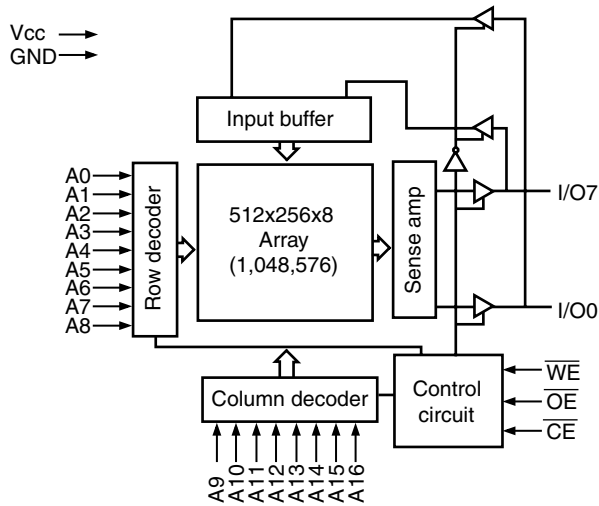 Vcc
GND
Input buffer
A0
A1
A2
A3
A4
A5
A6
A7
A8
Row decoder
512x256x8
Array
(1,048,576)
Sense amp
I/O7
I/O0
Column decoder
Control
circuit
WE
OE
CE
A9
A10
A11
A12
A13
A14
A15
A16